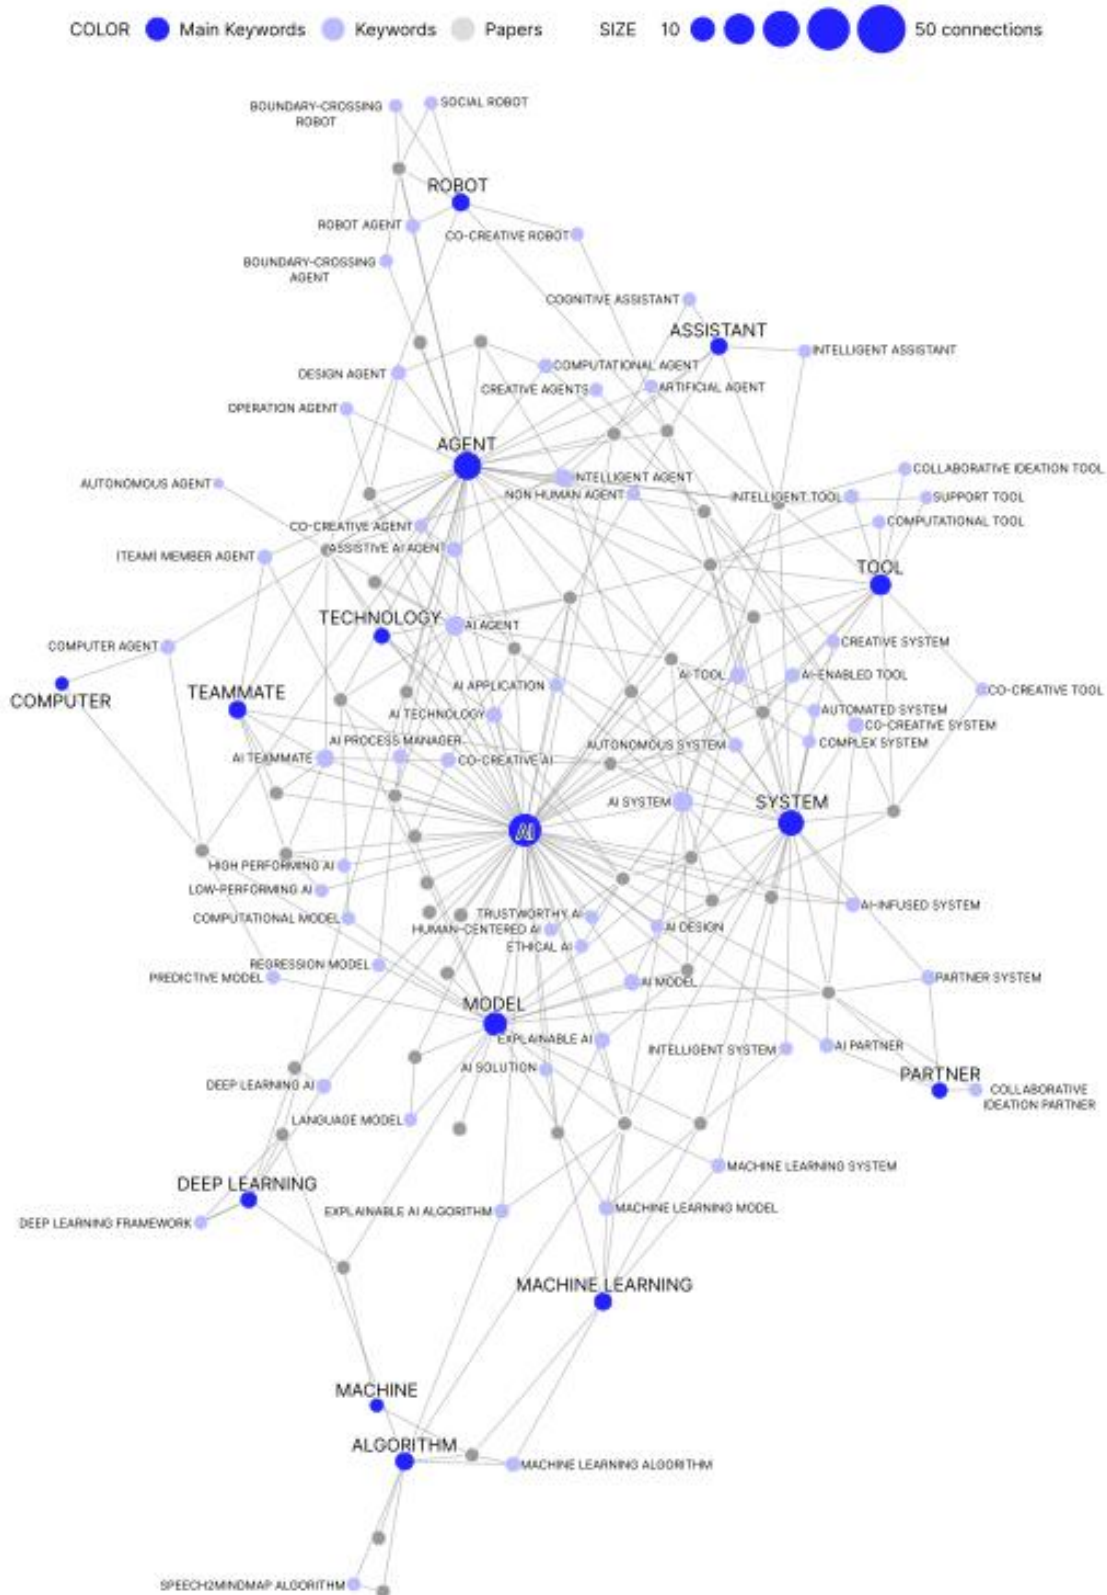 COLOR Main Keywords Keywords Papers SIZE 10 50 connections
BOUNDARY-CROSSING
ROBOT
SOCIAL ROBOT
ROBOT
ROBOT AGENT
CO-CREATIVE ROBOT
BOUNDARY-CROSSING
AGENT
COGNITIVE ASSISTANT
ASSISTANT
INTELLIGENT ASSISTANT
COMPUTATIONAL AGENT
DESIGN AGENT
CREATIVE AGENTS
ARTIFICIAL AGENT
OPERATION AGENT
AGENT
COLLABORATIVE IDEATION TOOL
INTELLIGENT AGENT
AUTONOMOUS AGENT
NON HUMAN AGENT
INTELLIGENT TOOL
SUPPORT TOOL
CO-CREATIVE AGENT
COMPUTATIONAL TOOL
ASSISTIVE AI AGENT
(TEAM) MEMBER AGENT
TOOL
TECHNOLOGY
AI AGENT
COMPUTER AGENT
CREATIVE SYSTEM
AI-TOOL
AI-ENABLED TOOL
COMPUTER
TEAMMATE
AI APPLICATION
CO-CREATIVE TOOL
AI TECHNOLOGY
AUTOMATED SYSTEM
CO-CREATIVE SYSTEM
AI PROCESS MANAGER
AUTONOMOUS SYSTEM
COMPLEX SYSTEM
AI TEAMMATE
CO-CREATIVE AI
AI SYSTEM
SYSTEM
AI
HIGH PERFORMING AI
LOW-PERFORMING AI
AI-INFUSED SYSTEM
COMPUTATIONAL MODEL
TRUSTWORTHY AI
HUMAN-CENTERED AI
AI DESIGN
ETHICAL AI
REGRESSION MODEL
PREDICTIVE MODEL
AI MODEL
PARTNER SYSTEM
MODEL
EXPLAINABLE AI
INTELLIGENT SYSTEM
AI PARTNER
AI SOLUTION
PARTNER
DEEP LEARNING AI
COLLABORATIVE
IDEATION PARTNER
LANGUAGE MODEL
MACHINE LEARNING SYSTEM
DEEP LEARNING
EXPLAINABLE AI ALGORITHM
MACHINE LEARNING MODEL
DEEP LEARNING FRAMEWORK
MACHINE LEARNING
MACHINE
ALGORITHM
MACHINE LEARNING ALGORITHM
SPEECH2MINDMAP ALGORITHM